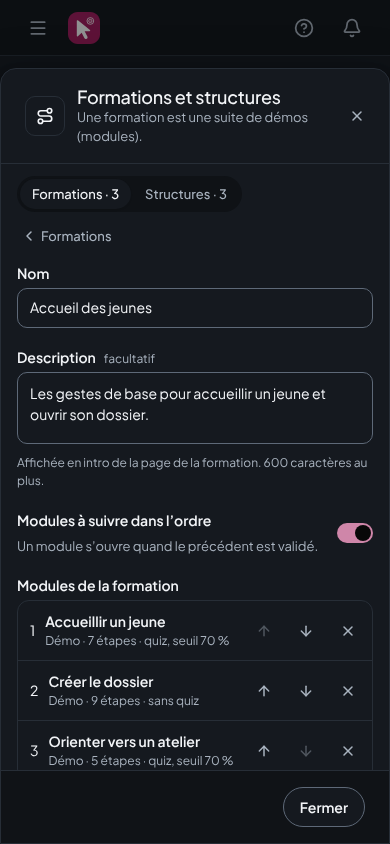 Formations et structures
Une formation est une suite de démos
(modules).
Formations · 3
Structures · 3
Formations
Nom
Accueil des jeunes
Description facultatif
Les gestes de base pour accueillir un jeune et
ouvrir son dossier.
Affichée en intro de la page de la formation. 600 caractères au
plus.
Modules à suivre dans l’ordre
Un module s’ouvre quand le précédent est validé.
Modules de la formation
1 Accueillir un jeune
Démo · 7 étapes · quiz, seuil 70 %
2 Créer le dossier
Démo · 9 étapes · sans quiz
3 Orienter vers un atelier
Démo · 5 étapes · quiz, seuil 70 %
Fermer